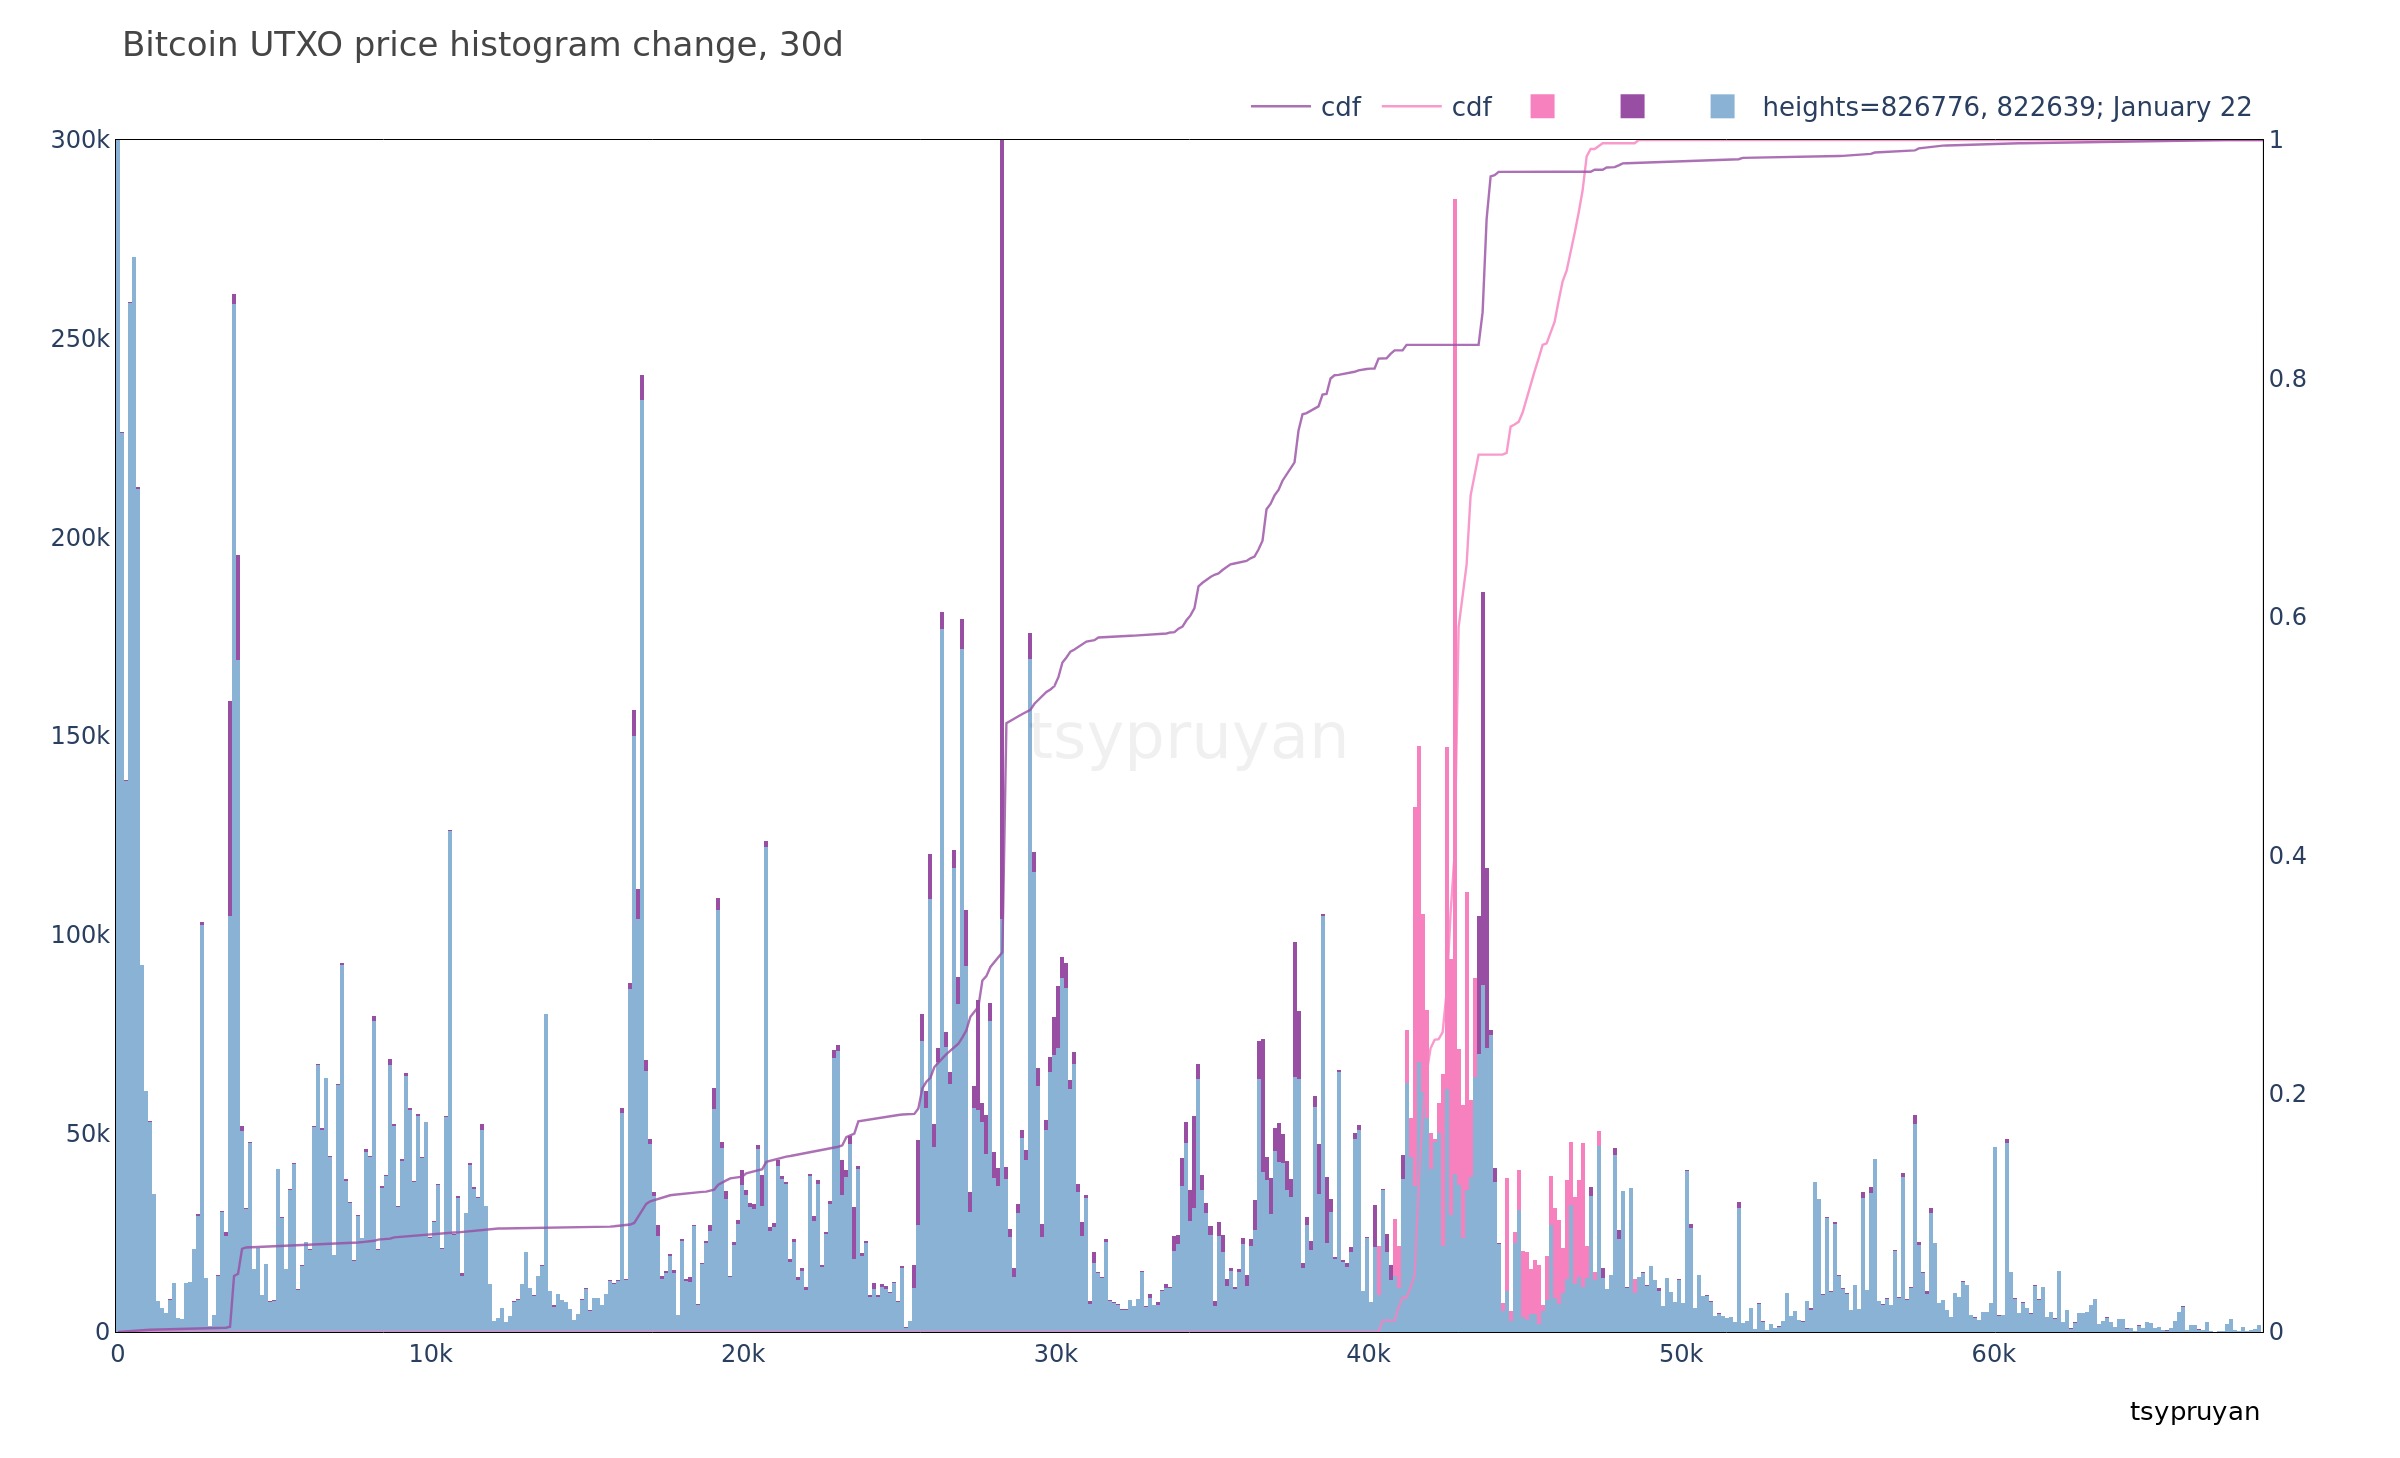 Bitcoin UTXO price histogram change, 30d
cdf cdf heights=826776, 822639; January 22
300k 1
250k
0.8
200k
0.6
150k
tsypruyan
0.4
100k
0.2
50k
0 0
0 10k 20k 30k 40k 50k 60k
tsypruyan